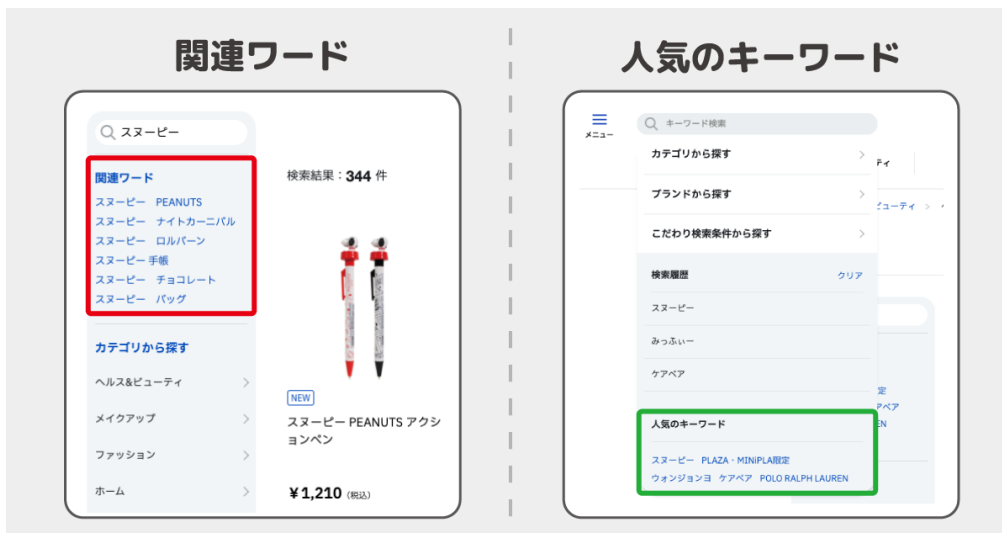 関連ワード
スヌーピー
関連ワード
スヌーピー PEANUTS
スヌーピー ナイトカーニバル
スヌーピー ロルバーン
スヌーピー 手帳
スヌーピー チョコレート
スヌーピー バッグ
カテゴリから探す
ヘルス&ビューティ
メイクアップ
ファッション
ホーム
検索結果：344 件
NEW
スヌーピー PEANUTS アクシ
ョンペン
¥1,210 (税込)
人気のキーワード
メニュー
キーワード検索
カテゴリから探す
ティ
ブランドから探す
ビューティ >
こだわり検索条件から探す
検索履歴 クリア
スヌーピー
みっふぃー
ケアベア
定
アベア
EN
人気のキーワード
スヌーピー PLAZA・MINiPLA限定
ウォンジョンヨ ケアベア POLO RALPH LAUREN